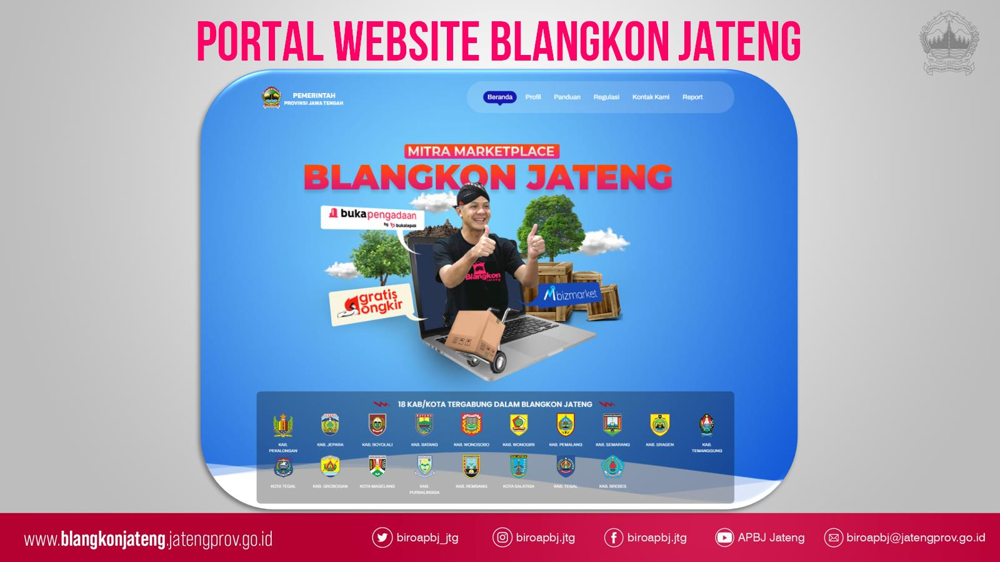 PORTAL WEBSITE BLANGKON JATENG
JAWA TENGAH
PEMERINTAH
PROVINSI JAWA TENGAH
Beranda
Profil
Panduan
Regulasi
Kontak Kami
Report
MITRA MARKETPLACE
BLANGKON JATENG
bukapengadaan
by bukalapak
Blangkon
Jateng
gratis
ongkir
Mbizmarket
18 KAB/KOTA TERGABUNG DALAM BLANGKON JATENG
KAB.
PEKALONGAN
KAB. JEPARA
KAB. BOYOLALI
KAB. BATANG
KAB. WONOSOBO
KAB. WONOGIRI
KAB. PEMALANG
KAB. SEMARANG
KAB. SRAGEN
KAB.
TEMANGGUNG
KOTA TEGAL
KAB. GROBOGAN
KOTA MAGELANG
KAB.
PURBALINGGA
KAB. REMBANG
KOTA SALATIGA
KAB. TEGAL
KAB. BREBES
www.blangkonjateng.jatengprov.go.id
biroapbj_jtg
biroapbj.jtg
biroapbj.jtg
APBJ Jateng
biroapbj@jatengprov.go.id